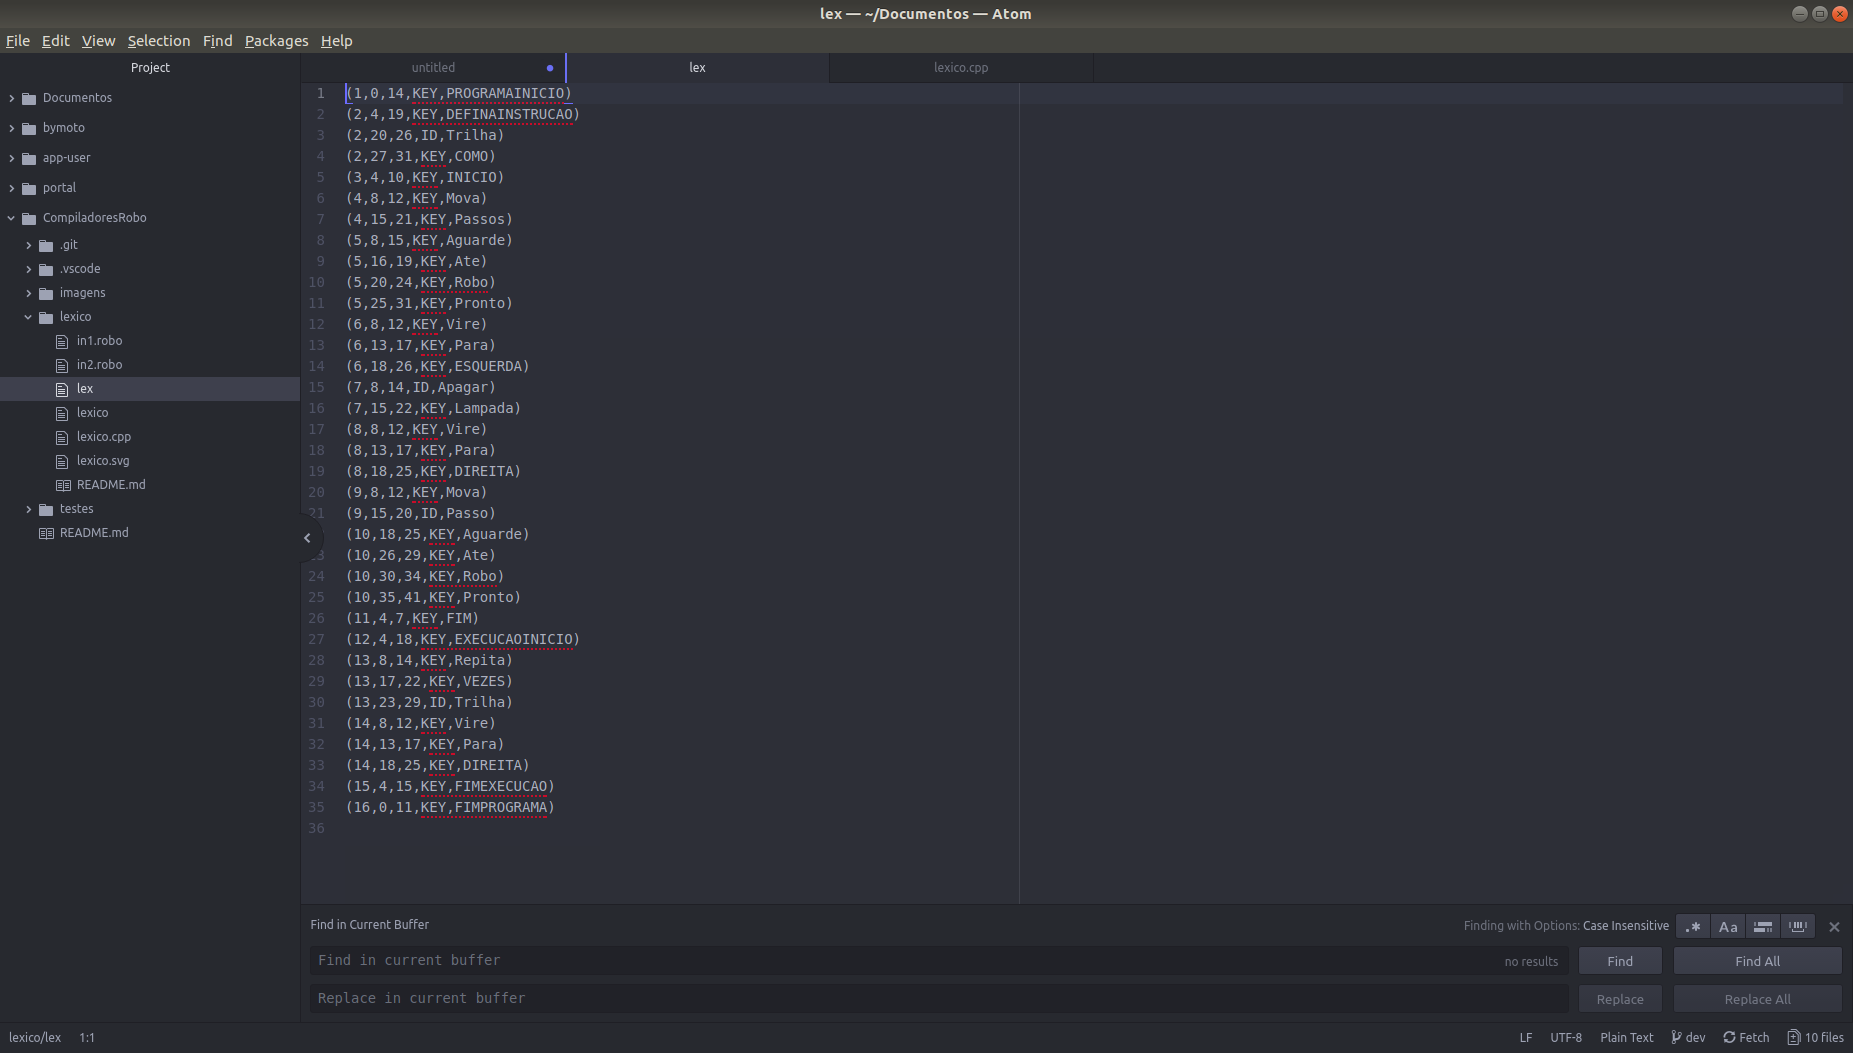 lex — ~/Documentos — Atom
File Edit View Selection Find Packages Help
Project
Documentos
bymoto
app-user
portal
CompiladoresRobo
.git
.vscode
imagens
lexico
in1.robo
in2.robo
lex
lexico
lexico.cpp
lexico.svg
README.md
testes
README.md
untitled lex lexico.cpp
1 (1,0,14,KEY,PROGRAMAINICIO)
2 (2,4,19,KEY,DEFINAINSTRUCAO)
3 (2,20,26,ID,Trilha)
4 (2,27,31,KEY,COMO)
5 (3,4,10,KEY,INICIO)
6 (4,8,12,KEY,Mova)
7 (4,15,21,KEY,Passos)
8 (5,8,15,KEY,Aguarde)
9 (5,16,19,KEY,Ate)
10 (5,20,24,KEY,Robo)
11 (5,25,31,KEY,Pronto)
12 (6,8,12,KEY,Vire)
13 (6,13,17,KEY,Para)
14 (6,18,26,KEY,ESQUERDA)
15 (7,8,14,ID,Apagar)
16 (7,15,22,KEY,Lampada)
17 (8,8,12,KEY,Vire)
18 (8,13,17,KEY,Para)
19 (8,18,25,KEY,DIREITA)
20 (9,8,12,KEY,Mova)
21 (9,15,20,ID,Passo)
(10,18,25,KEY,Aguarde)
(10,26,29,KEY,Ate)
24 (10,30,34,KEY,Robo)
25 (10,35,41,KEY,Pronto)
26 (11,4,7,KEY,FIM)
27 (12,4,18,KEY,EXECUCAOINICIO)
28 (13,8,14,KEY,Repita)
29 (13,17,22,KEY,VEZES)
30 (13,23,29,ID,Trilha)
31 (14,8,12,KEY,Vire)
32 (14,13,17,KEY,Para)
33 (14,18,25,KEY,DIREITA)
34 (15,4,15,KEY,FIMEXECUCAO)
35 (16,0,11,KEY,FIMPROGRAMA)
36
Find in Current Buffer Finding with Options: Case Insensitive .* Aa
Find in current buffer no results Find Find All
Replace in current buffer Replace Replace All
lexico/lex 1:1 LF UTF-8 Plain Text dev Fetch 10 files